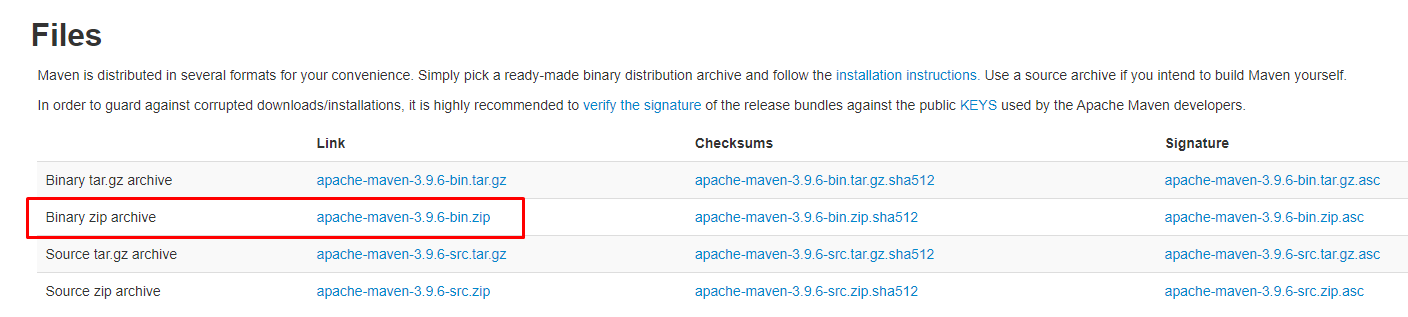 Files
Maven is distributed in several formats for your convenience. Simply pick a ready-made binary distribution archive and follow the installation instructions. Use a source archive if you intend to build Maven yourself.
In order to guard against corrupted downloads/installations, it is highly recommended to verify the signature of the release bundles against the public KEYS used by the Apache Maven developers.
Link Checksums Signature
Binary tar.gz archive apache-maven-3.9.6-bin.tar.gz apache-maven-3.9.6-bin.tar.gz.sha512 apache-maven-3.9.6-bin.tar.gz.asc
Binary zip archive apache-maven-3.9.6-bin.zip apache-maven-3.9.6-bin.zip.sha512 apache-maven-3.9.6-bin.zip.asc
Source tar.gz archive apache-maven-3.9.6-src.tar.gz apache-maven-3.9.6-src.tar.gz.sha512 apache-maven-3.9.6-src.tar.gz.asc
Source zip archive apache-maven-3.9.6-src.zip apache-maven-3.9.6-src.zip.sha512 apache-maven-3.9.6-src.zip.asc